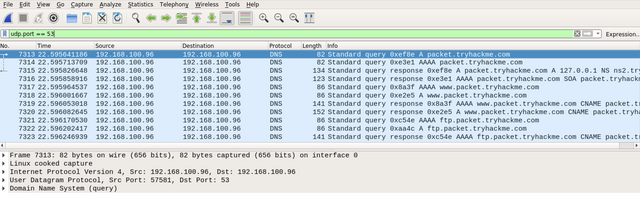 File Edit View Go Capture Analyze Statistics Telephony Wireless Tools Help
udp.port == 53
Expression...
No. Time Source Destination Protocol Length Info
7313 22.595641186 192.168.100.96 192.168.100.96 DNS 82 Standard query 0xef8e A packet.tryhackme.com
7314 22.595713709 192.168.100.96 192.168.100.96 DNS 82 Standard query 0xe3e1 AAAA packet.tryhackme.com
7315 22.595826648 192.168.100.96 192.168.100.96 DNS 134 Standard query response 0xef8e A packet.tryhackme.com A 127.0.0.1 NS ns2.try
7316 22.595858916 192.168.100.96 192.168.100.96 DNS 123 Standard query response 0xe3e1 AAAA packet.tryhackme.com SOA packet.tryhackm
7317 22.595964537 192.168.100.96 192.168.100.96 DNS 86 Standard query 0x8a3f AAAA www.packet.tryhackme.com
7318 22.596001667 192.168.100.96 192.168.100.96 DNS 86 Standard query 0xe2e5 A www.packet.tryhackme.com
7319 22.596053018 192.168.100.96 192.168.100.96 DNS 141 Standard query response 0x8a3f AAAA www.packet.tryhackme.com CNAME packet.tr
7320 22.596082645 192.168.100.96 192.168.100.96 DNS 152 Standard query response 0xe2e5 A www.packet.tryhackme.com CNAME packet.tryha
7321 22.596170530 192.168.100.96 192.168.100.96 DNS 86 Standard query 0xc54e AAAA ftp.packet.tryhackme.com
7322 22.596202417 192.168.100.96 192.168.100.96 DNS 86 Standard query 0xaa4c A ftp.packet.tryhackme.com
7323 22.596246939 192.168.100.96 192.168.100.96 DNS 141 Standard query response 0xc54e AAAA ftp.packet.tryhackme.com CNAME packet.tr
Frame 7313: 82 bytes on wire (656 bits), 82 bytes captured (656 bits) on interface 0
Linux cooked capture
Internet Protocol Version 4, Src: 192.168.100.96, Dst: 192.168.100.96
User Datagram Protocol, Src Port: 57581, Dst Port: 53
Domain Name System (query)